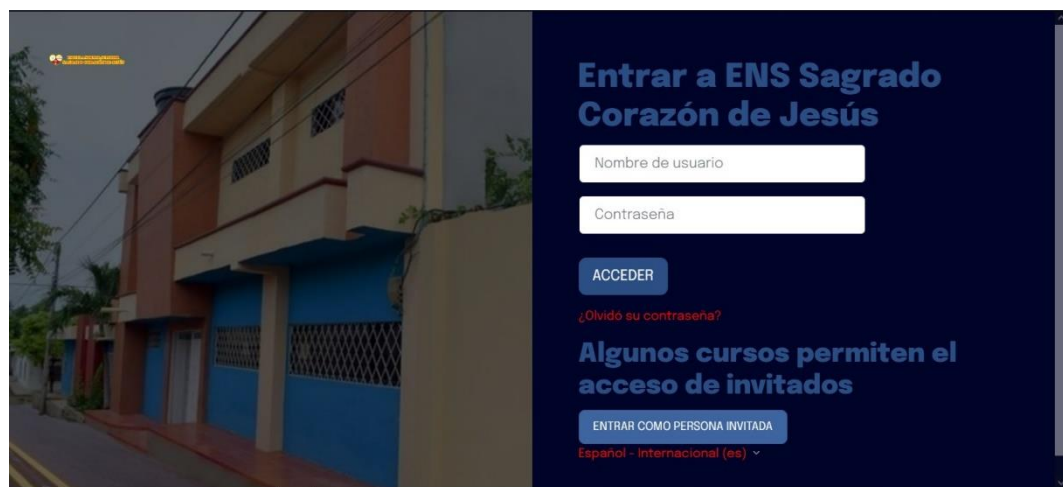 Entrar a ENS Sagrado
Corazón de Jesús
Nombre de usuario
Contraseña
ACCEDER
¿Olvidó su contraseña?
Algunos cursos permiten el
acceso de invitados
ENTRAR COMO PERSONA INVITADA
Español - Internacional (es)